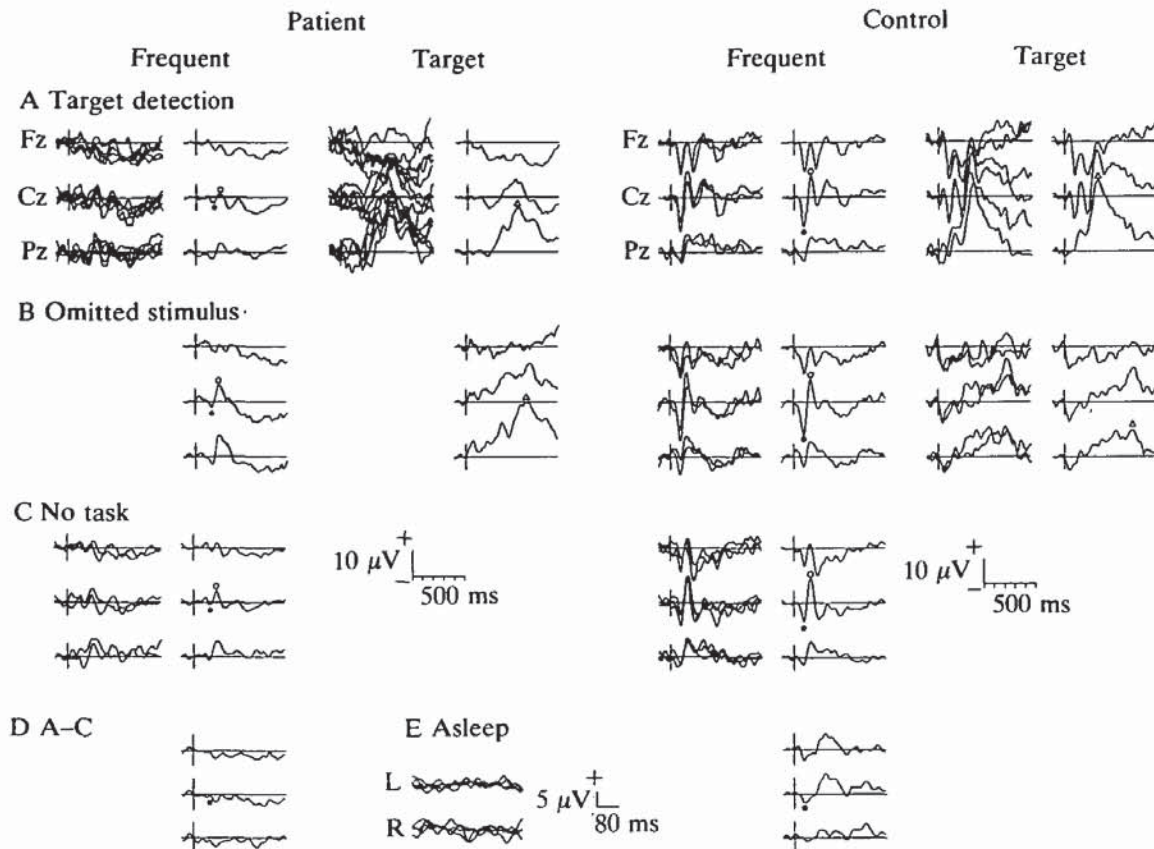 Patient Control
Frequent Target Frequent Target
A Target detection
Fz Fz
Cz Cz
Pz Pz
B Omitted stimulus·
C No task
+ +
10 μV 10 μV
– –
500 ms 500 ms
D A–C E Asleep
L
+
5 μV
80 ms
R